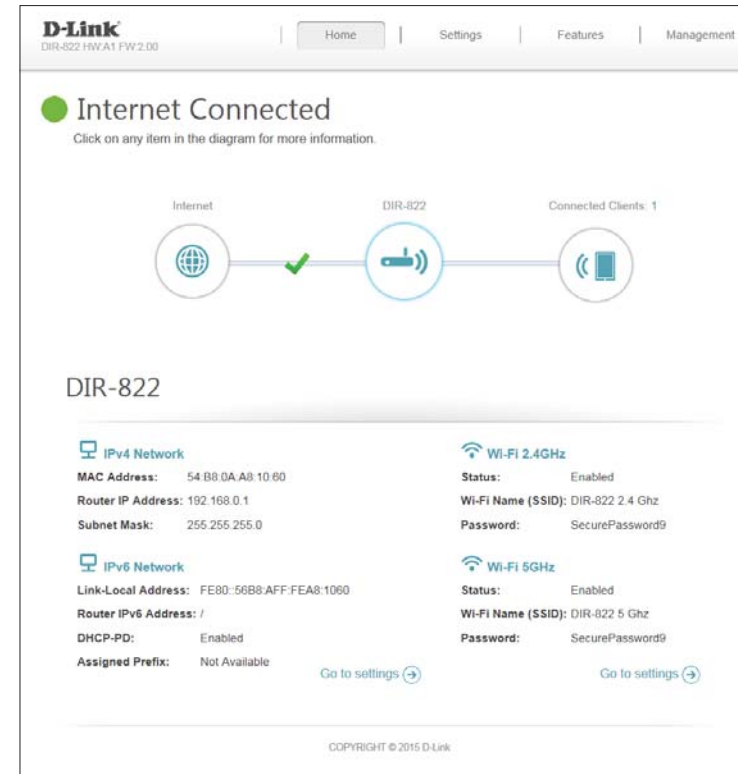 D-Link
DIR-822 HW:A1 FW:2.00
Home
Settings
Features
Management
Internet Connected
Click on any item in the diagram for more information.
Internet
DIR-822
Connected Clients: 1
DIR-822
IPv4 Network
MAC Address: 54:B8:0A:A8:10:60
Router IP Address: 192.168.0.1
Subnet Mask: 255.255.255.0
IPv6 Network
Link-Local Address: FE80::56B8:AFF:FEA8:1060
Router IPv6 Address: /
DHCP-PD: Enabled
Assigned Prefix: Not Available
Go to settings
Wi-Fi 2.4GHz
Status: Enabled
Wi-Fi Name (SSID): DIR-822 2.4 Ghz
Password: SecurePassword9
Wi-Fi 5GHz
Status: Enabled
Wi-Fi Name (SSID): DIR-822 5 Ghz
Password: SecurePassword9
Go to settings
COPYRIGHT © 2015 D-Link